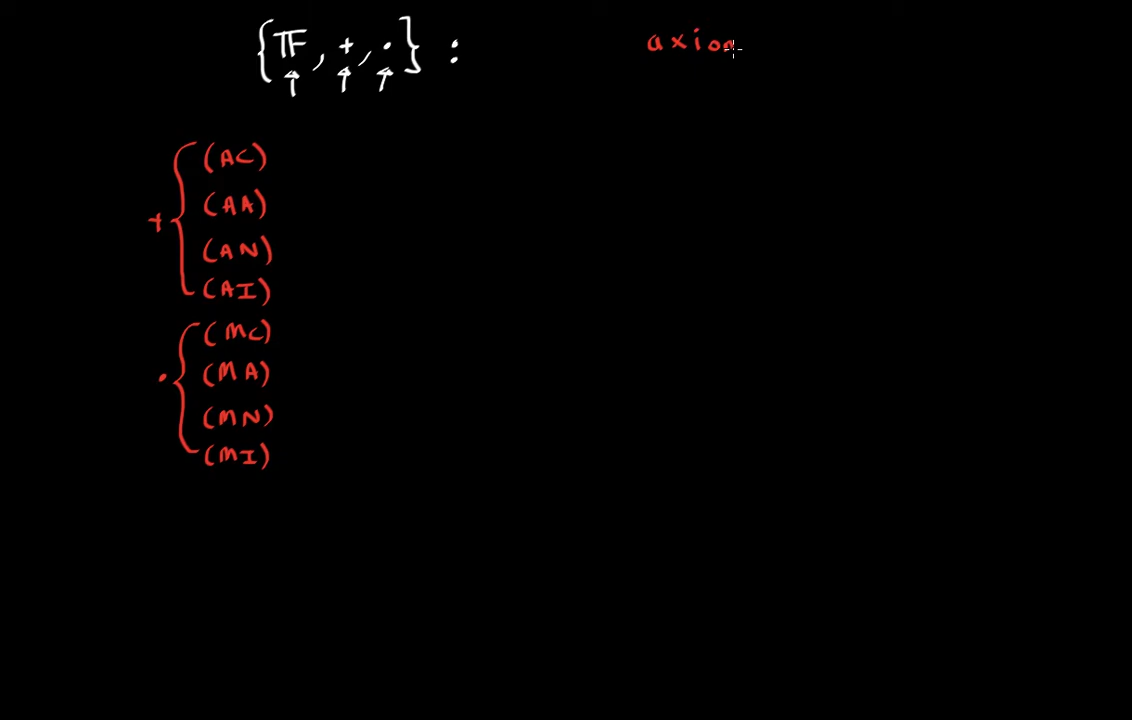 {𝔽, +, ·} : axiom
+ (AC)
(AA)
(AN)
(AI)
· (MC)
(MA)
(MN)
(MI)